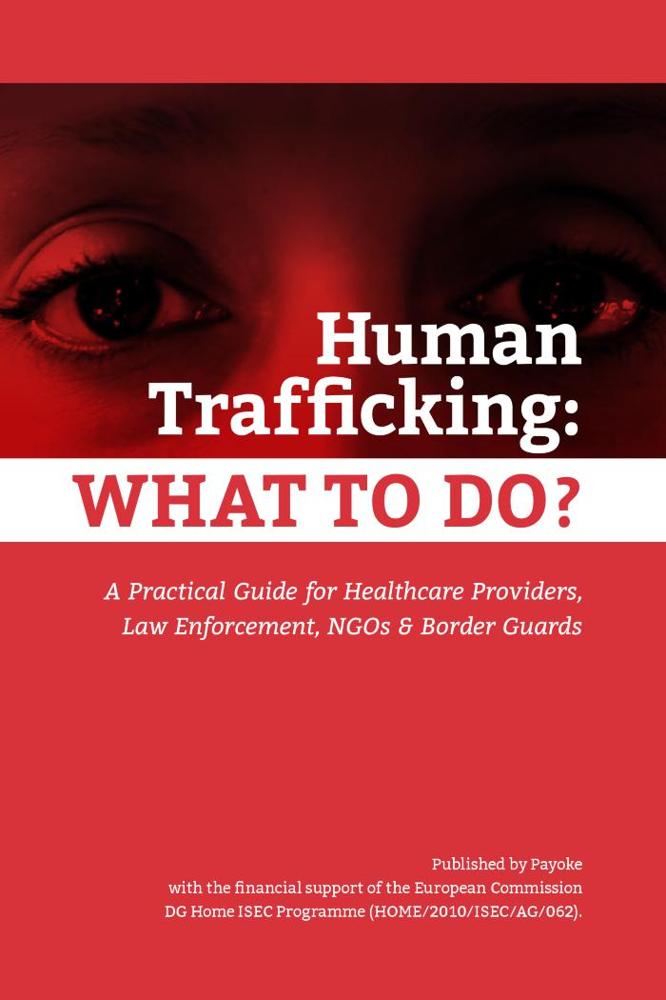 Human
Trafficking:
WHAT TO DO?
A Practical Guide for Healthcare Providers,
Law Enforcement, NGOs & Border Guards
Published by Payoke
with the financial support of the European Commission
DG Home ISEC Programme (HOME/2010/ISEC/AG/062).